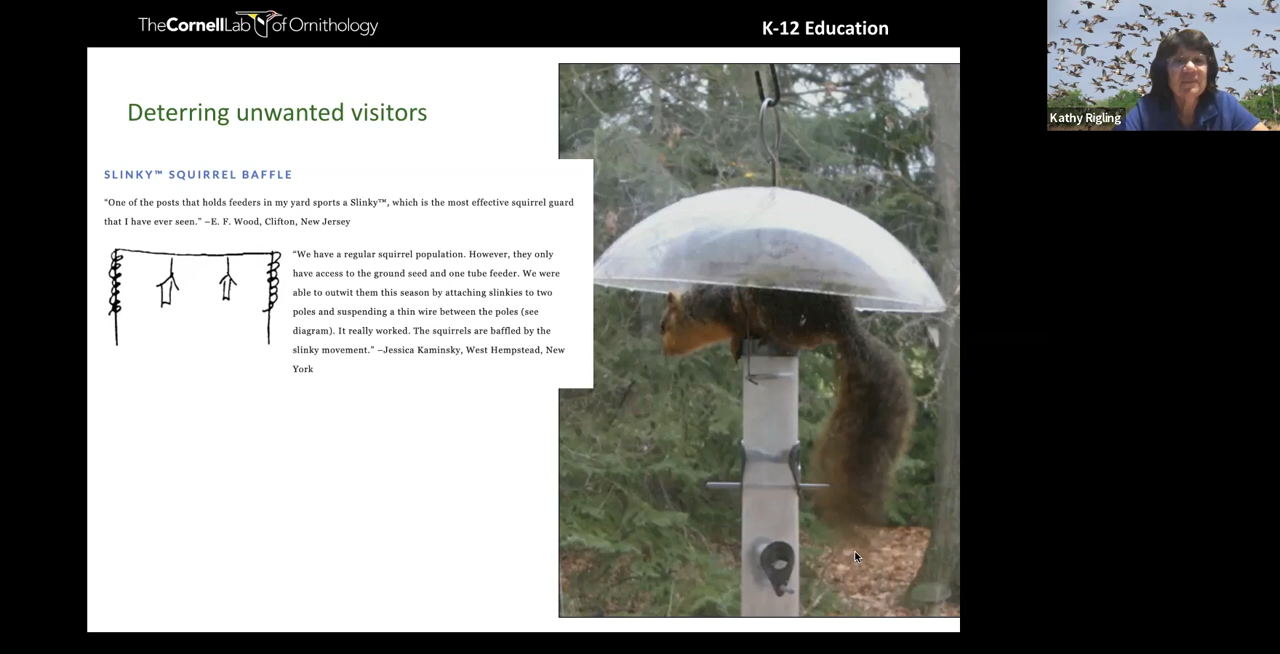 TheCornellLab of Ornithology
K-12 Education
Kathy Rigling
Deterring unwanted visitors
SLINKY™ SQUIRREL BAFFLE
“One of the posts that holds feeders in my yard sports a Slinky™, which is the most effective squirrel guard
that I have ever seen.” –E. F. Wood, Clifton, New Jersey
“We have a regular squirrel population. However, they only
have access to the ground seed and one tube feeder. We were
able to outwit them this season by attaching slinkies to two
poles and suspending a thin wire between the poles (see
diagram). It really worked. The squirrels are baffled by the
slinky movement.” –Jessica Kaminsky, West Hempstead, New
York